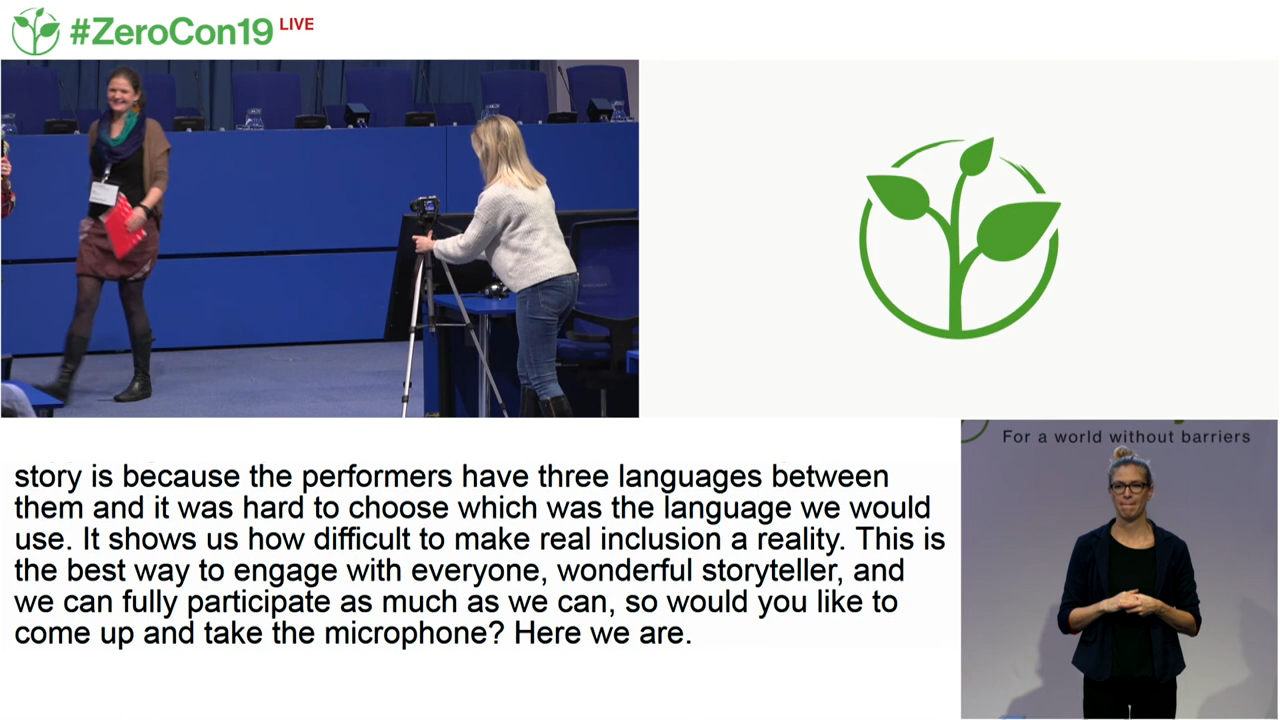 #ZeroCon19 LIVE
For a world without barriers
story is because the performers have three languages between
them and it was hard to choose which was the language we would
use. It shows us how difficult to make real inclusion a reality. This is
the best way to engage with everyone, wonderful storyteller, and
we can fully participate as much as we can, so would you like to
come up and take the microphone? Here we are.